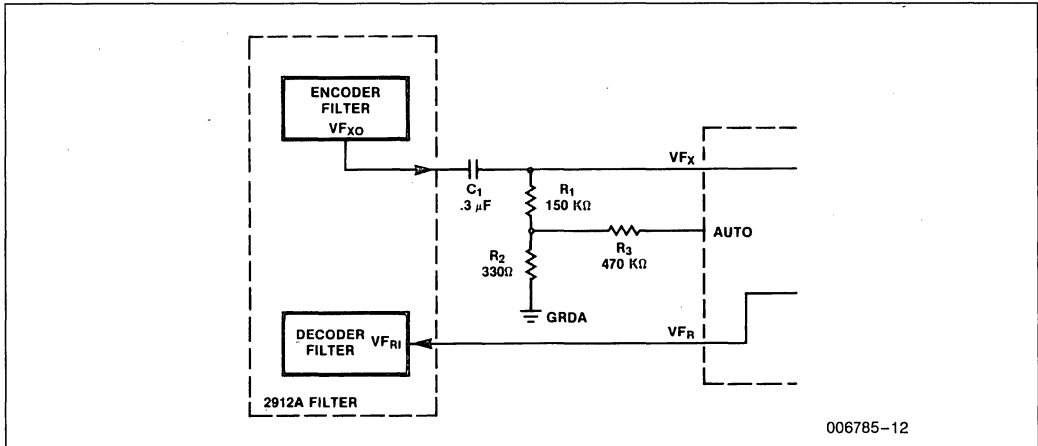 ENCODER
FILTER
VFXO
VFX
C1
.3 μF
R1
150 KΩ
AUTO
R2
330Ω
R3
470 KΩ
GRDA
DECODER
FILTER
VFRI
VFR
2912A FILTER
006785–12